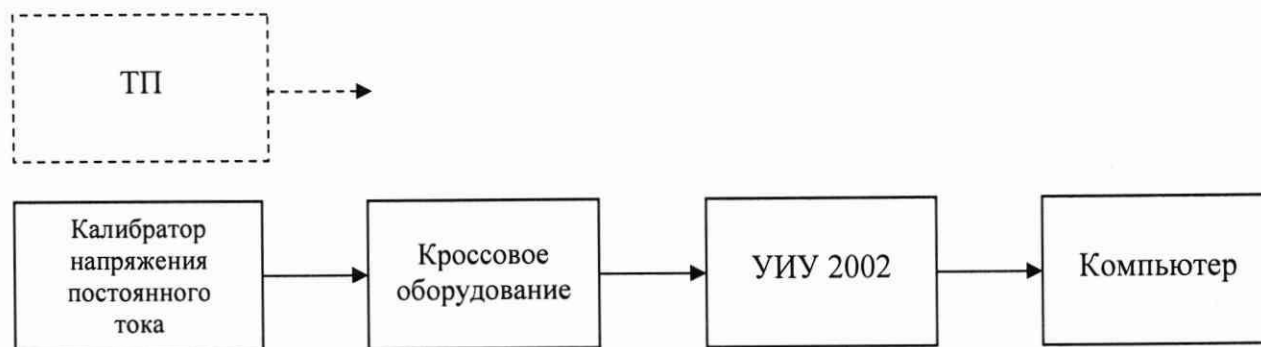 ТП
Калибратор
напряжения
постоянного
тока
Кроссовое
оборудование
УИУ 2002
Компьютер